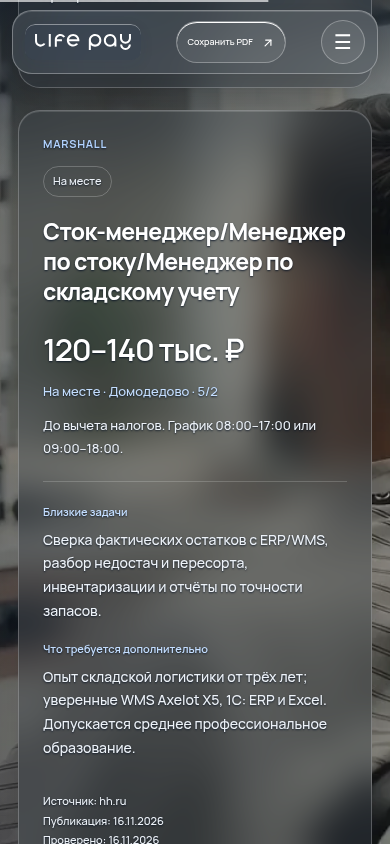 LIFE PAY
Сохранить PDF
MARSHALL
На месте
Сток-менеджер/Менеджер
по стоку/Менеджер по
складскому учету
120–140 тыс. ₽
На месте · Домодедово · 5/2
До вычета налогов. График 08:00–17:00 или
09:00–18:00.
Близкие задачи
Сверка фактических остатков с ERP/WMS,
разбор недостач и пересорта,
инвентаризации и отчёты по точности
запасов.
Что требуется дополнительно
Опыт складской логистики от трёх лет;
уверенные WMS Axelot X5, 1С: ERP и Excel.
Допускается среднее профессиональное
образование.
Источник: hh.ru
Публикация: 16.11.2026
Проверено: 16.11.2026